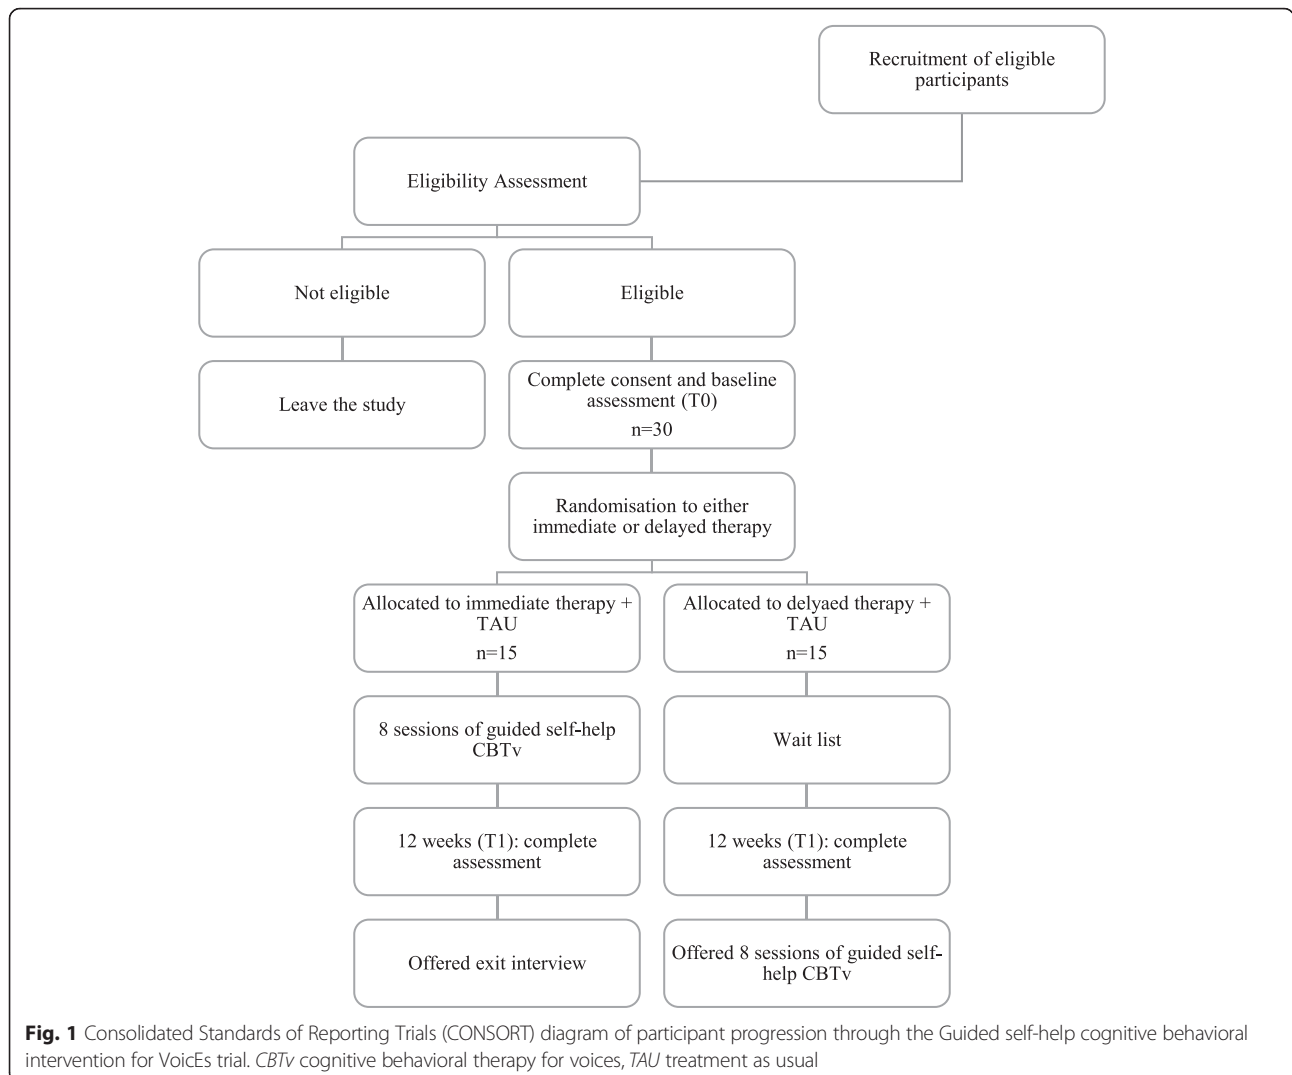 Recruitment of eligible
participants
Eligibility Assessment
Not eligible
Eligible
Leave the study
Complete consent and baseline
assessment (T0)
n=30
Randomisation to either
immediate or delayed therapy
Allocated to immediate therapy +
TAU
n=15
Allocated to delyaed therapy +
TAU
n=15
8 sessions of guided self-help
CBTv
Wait list
12 weeks (T1): complete
assessment
12 weeks (T1): complete
assessment
Offered exit interview
Offered 8 sessions of guided self-
help CBTv
Fig. 1 Consolidated Standards of Reporting Trials (CONSORT) diagram of participant progression through the Guided self-help cognitive behavioral
intervention for VoicEs trial. CBTv cognitive behavioral therapy for voices, TAU treatment as usual